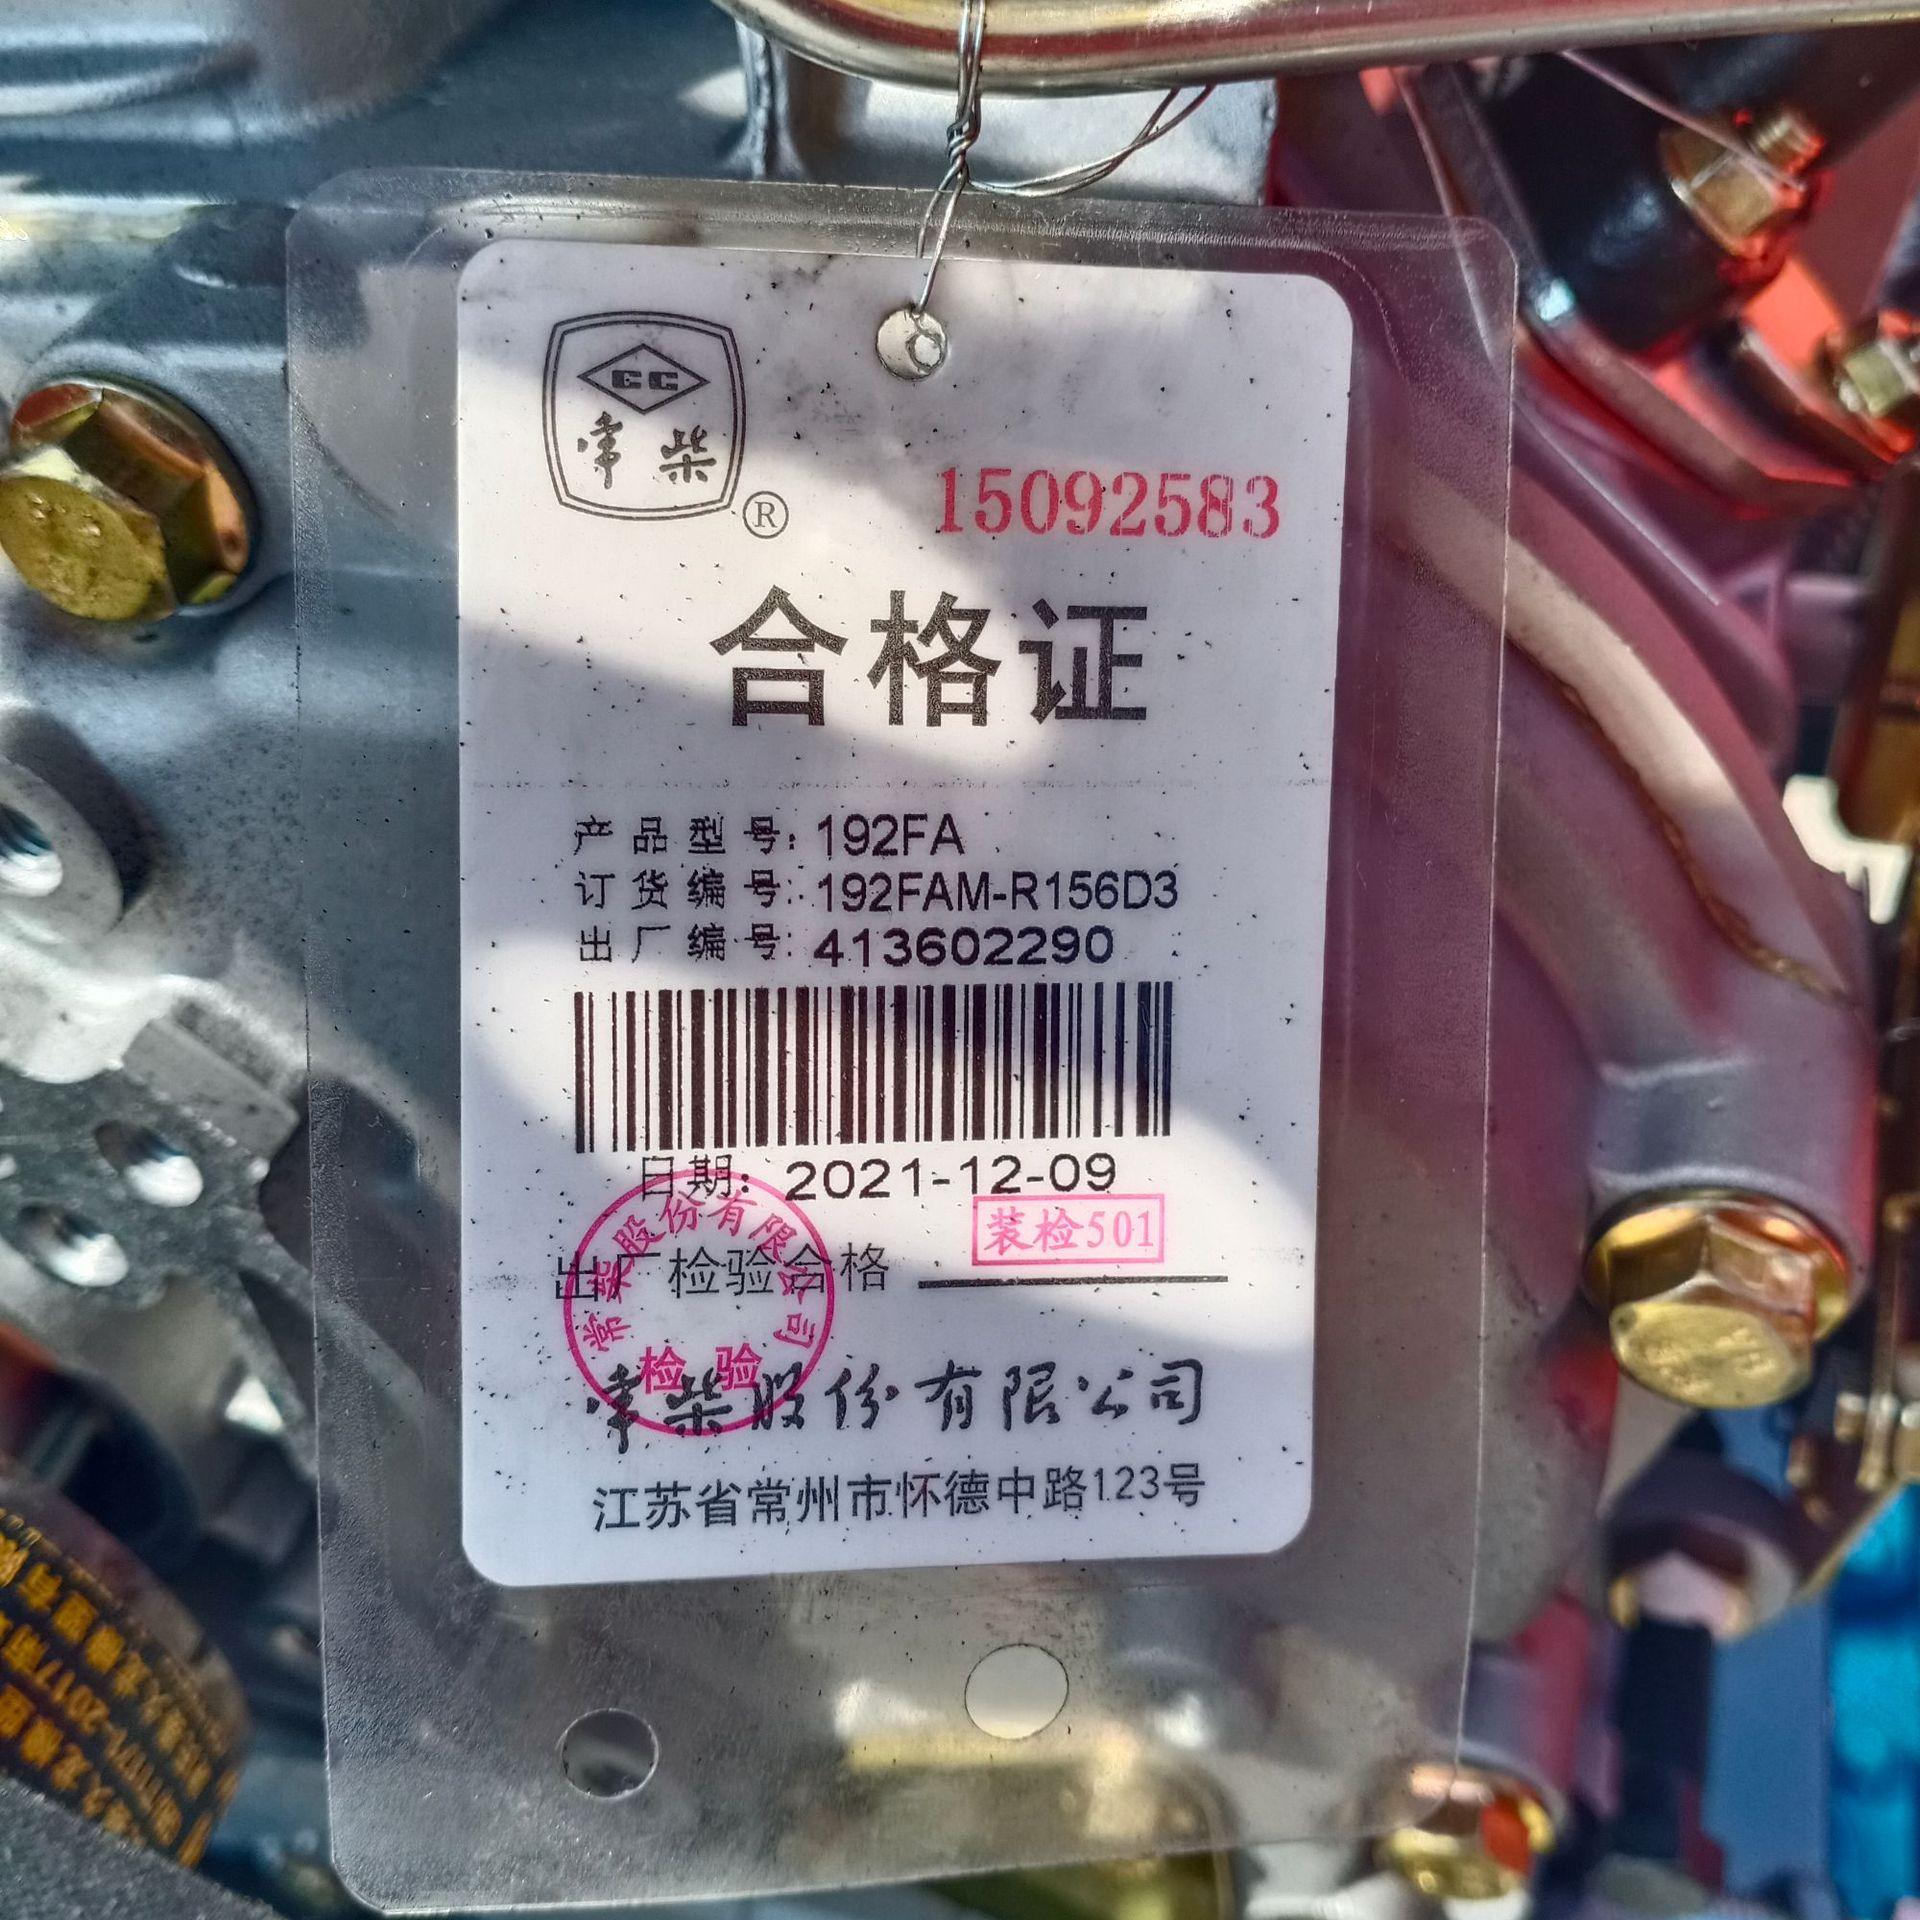 CC
常柴
®
15092583
合格证
产品型号: 192FA
订货编号: 192FAM-R156D3
出厂编号: 413602290
日期: 2021-12-09
装检501
出厂检验合格
常柴股份有限公司
检验
常柴股份有限公司
江苏省常州市怀德中路123号